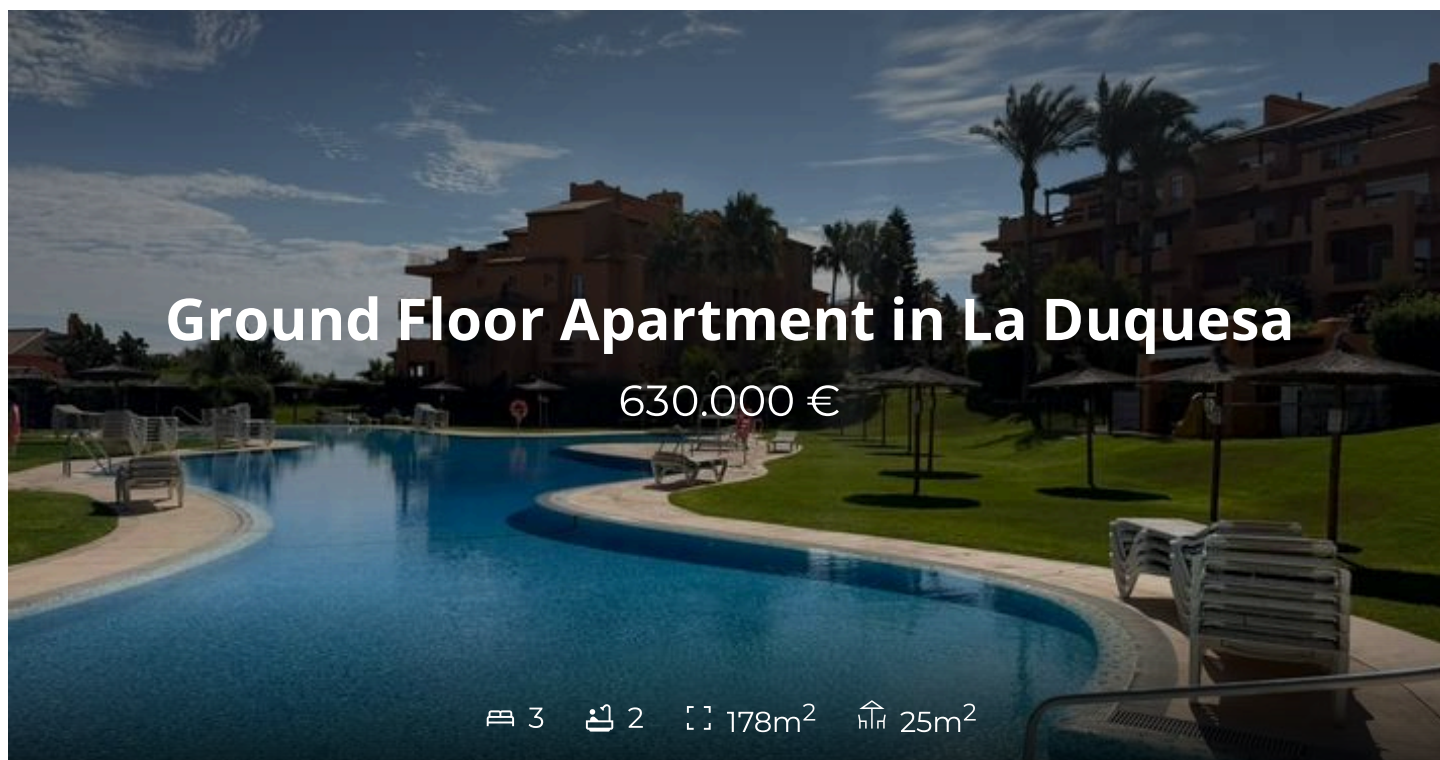 Ground Floor Apartment in La Duquesa
630.000 €
3 2 178m² 25m²